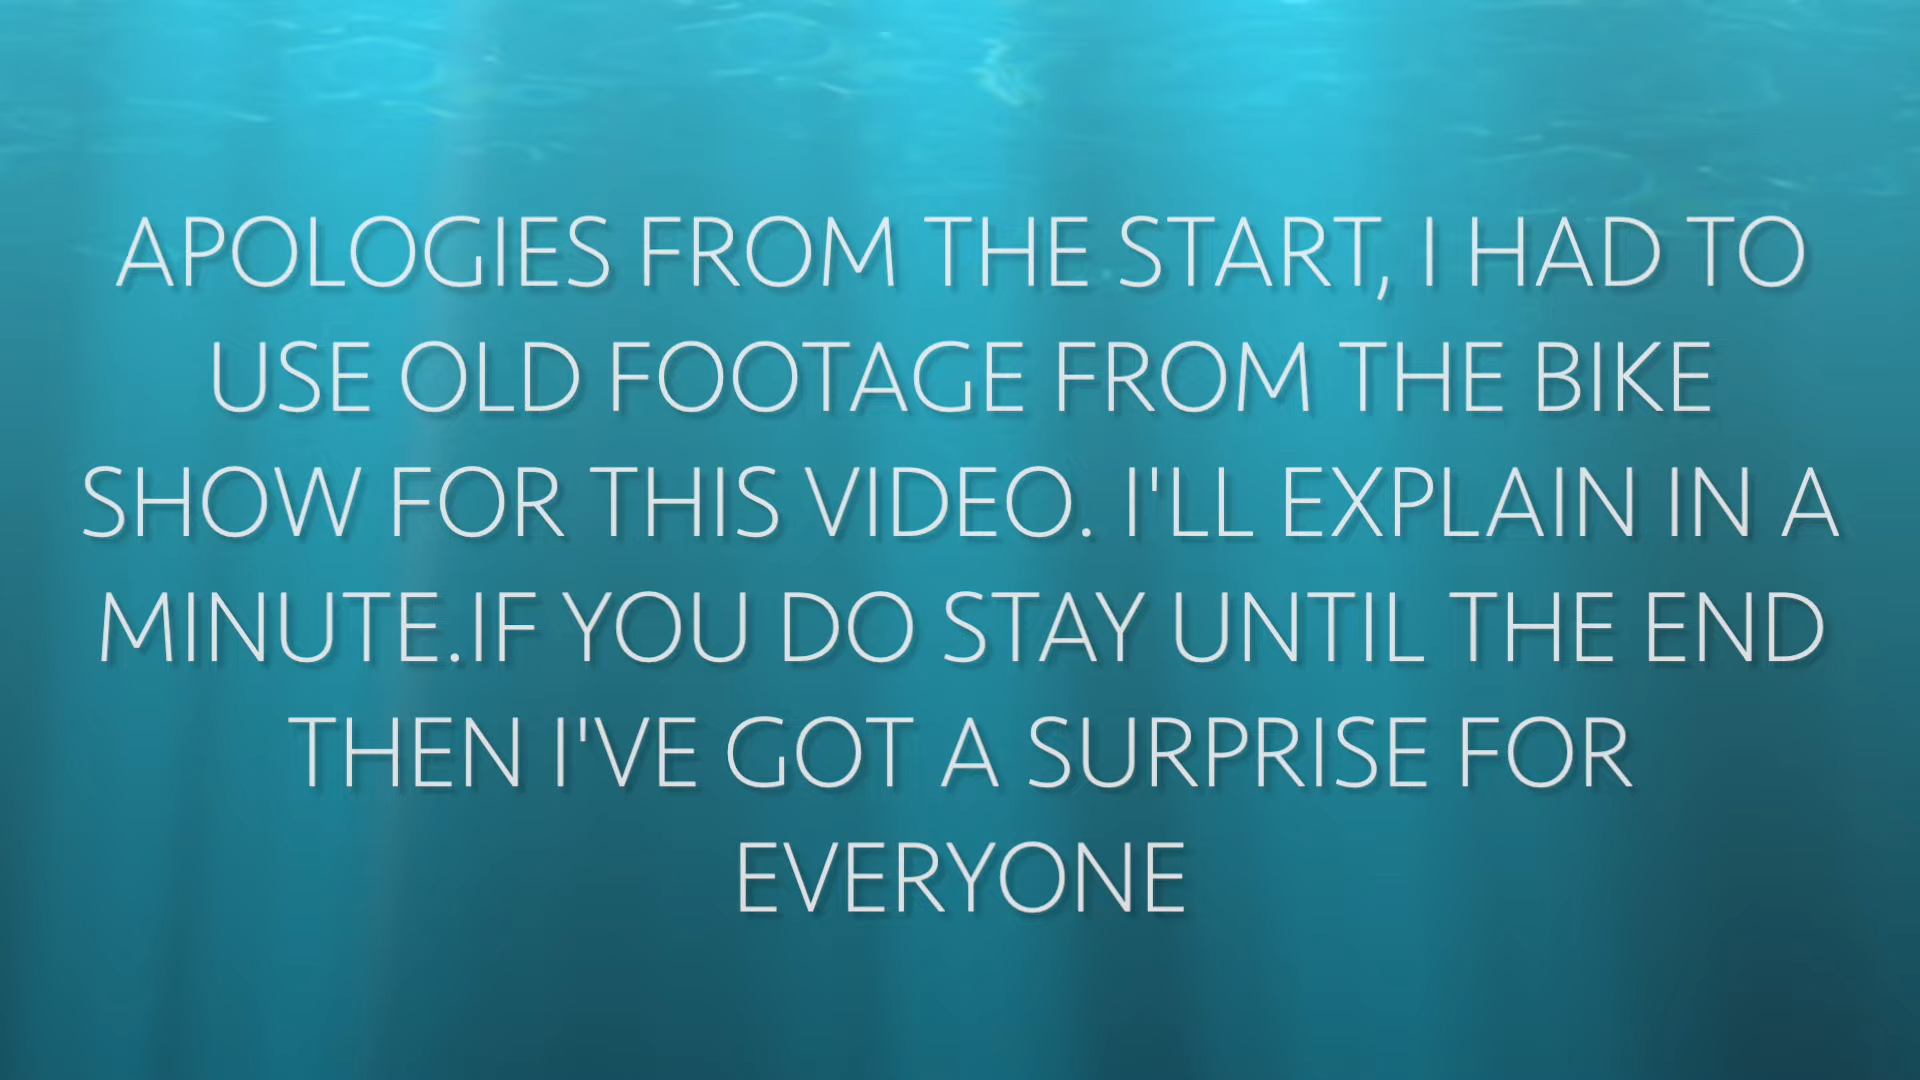 APOLOGIES FROM THE START, I HAD TO
USE OLD FOOTAGE FROM THE BIKE
SHOW FOR THIS VIDEO. I'LL EXPLAIN IN A
MINUTE.IF YOU DO STAY UNTIL THE END
THEN I'VE GOT A SURPRISE FOR
EVERYONE